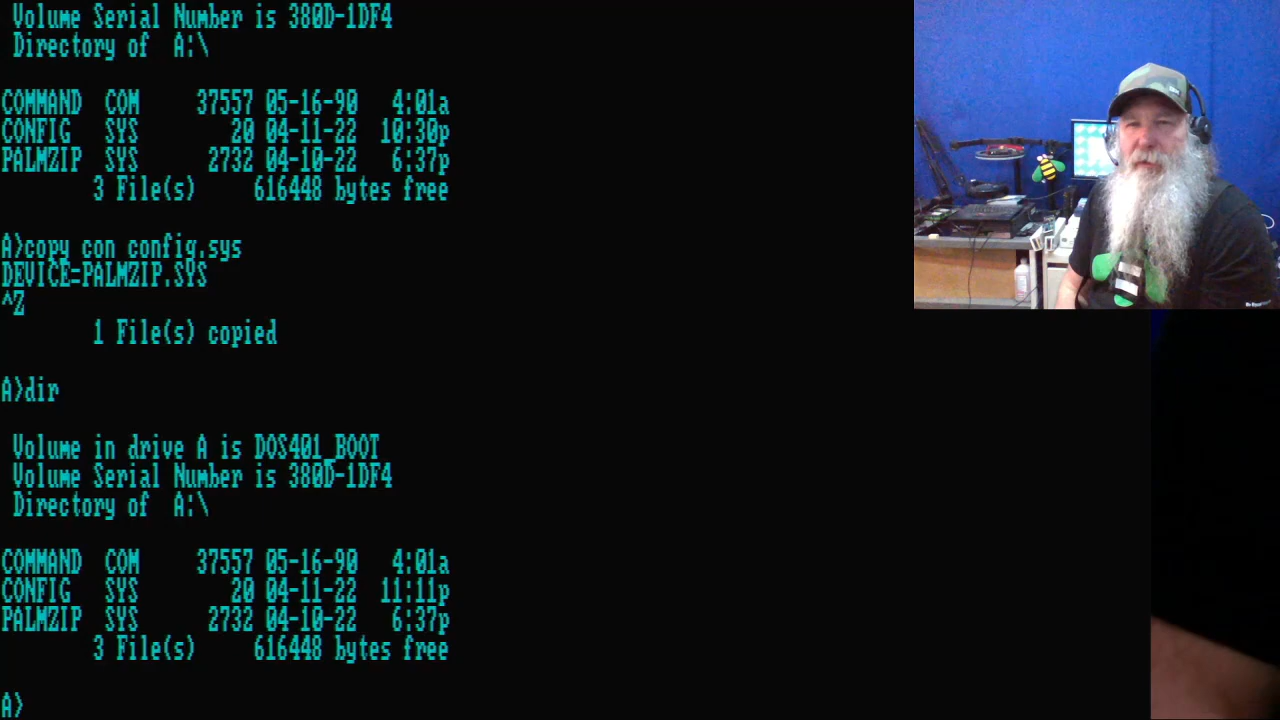 Volume Serial Number is 380D-1DF4
Directory of  A:\
COMMAND  COM     37557 05-16-90   4:01a
CONFIG   SYS        20 04-11-22  10:30p
PALMZIP  SYS      2732 04-10-22   6:37p
3 File(s)     616448 bytes free
A>copy con config.sys
DEVICE=PALMZIP.SYS
^Z
1 File(s) copied
A>dir
Volume in drive A is DOS401_BOOT
Volume Serial Number is 380D-1DF4
Directory of  A:\
COMMAND  COM     37557 05-16-90   4:01a
CONFIG   SYS        20 04-11-22  11:11p
PALMZIP  SYS      2732 04-10-22   6:37p
3 File(s)     616448 bytes free
A>